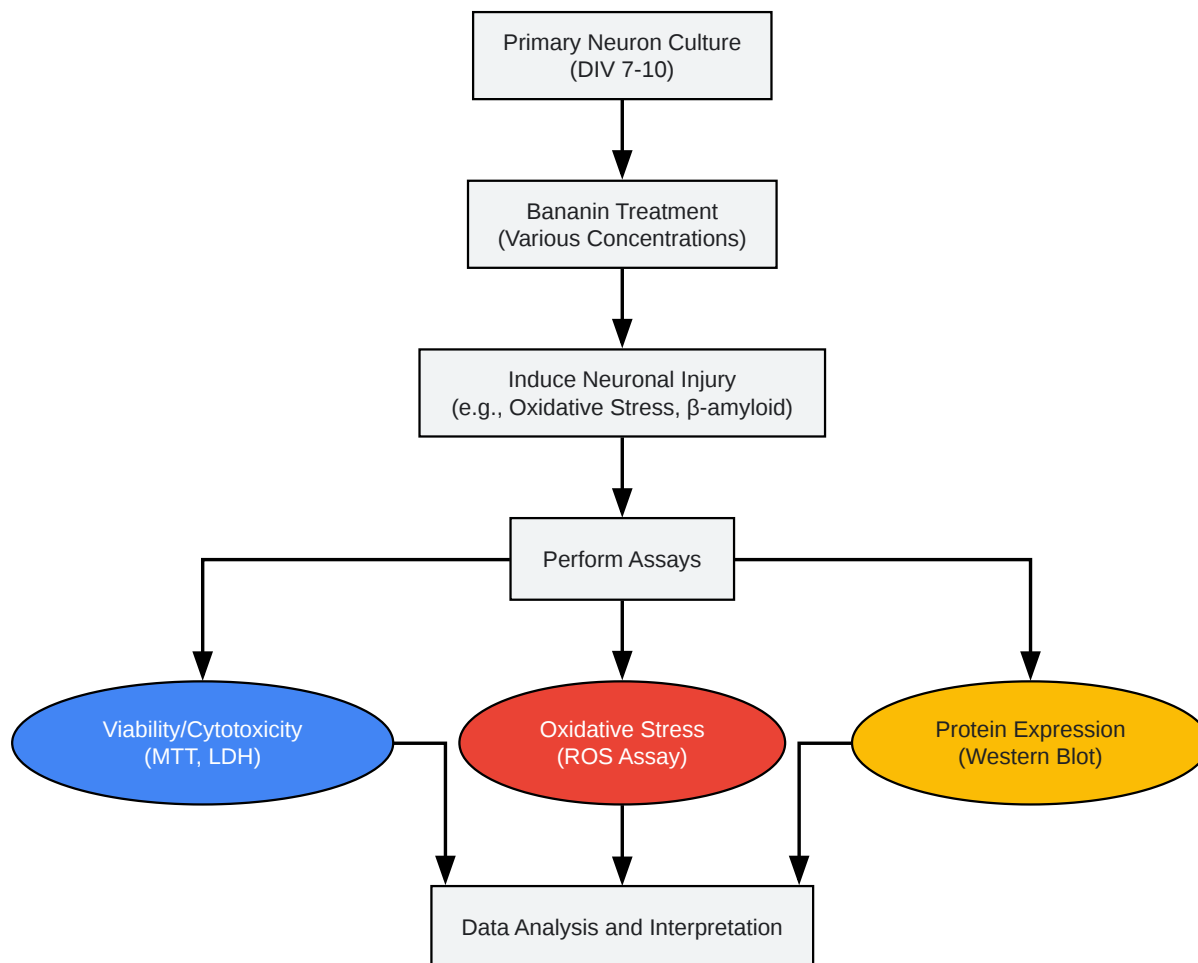 Primary Neuron Culture
(DIV 7-10)
Bananin Treatment
(Various Concentrations)
Induce Neuronal Injury
(e.g., Oxidative Stress, β-amyloid)
Perform Assays
Viability/Cytotoxicity
(MTT, LDH)
Oxidative Stress
(ROS Assay)
Protein Expression
(Western Blot)
Data Analysis and Interpretation